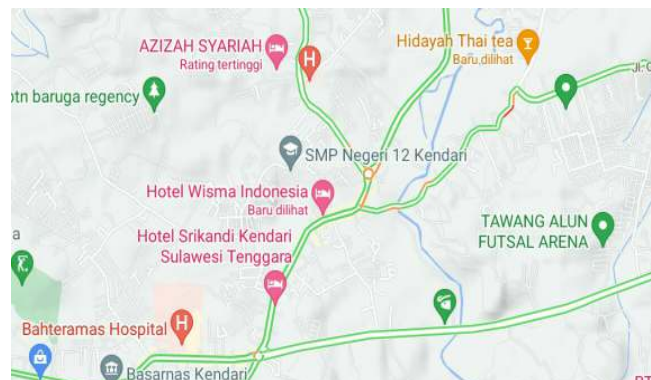 AZIZAH SYARIAH
Rating tertinggi
H
Hidayah Thai tea
Baru dilihat
otn baruga regency
SMP Negeri 12 Kendari
Hotel Wisma Indonesia
Baru dilihat
Hotel Srikandi Kendari
Sulawesi Tenggara
TAWANG ALUN
FUTSAL ARENA
a
Bahteramas Hospital
H
Basarnas Kendari